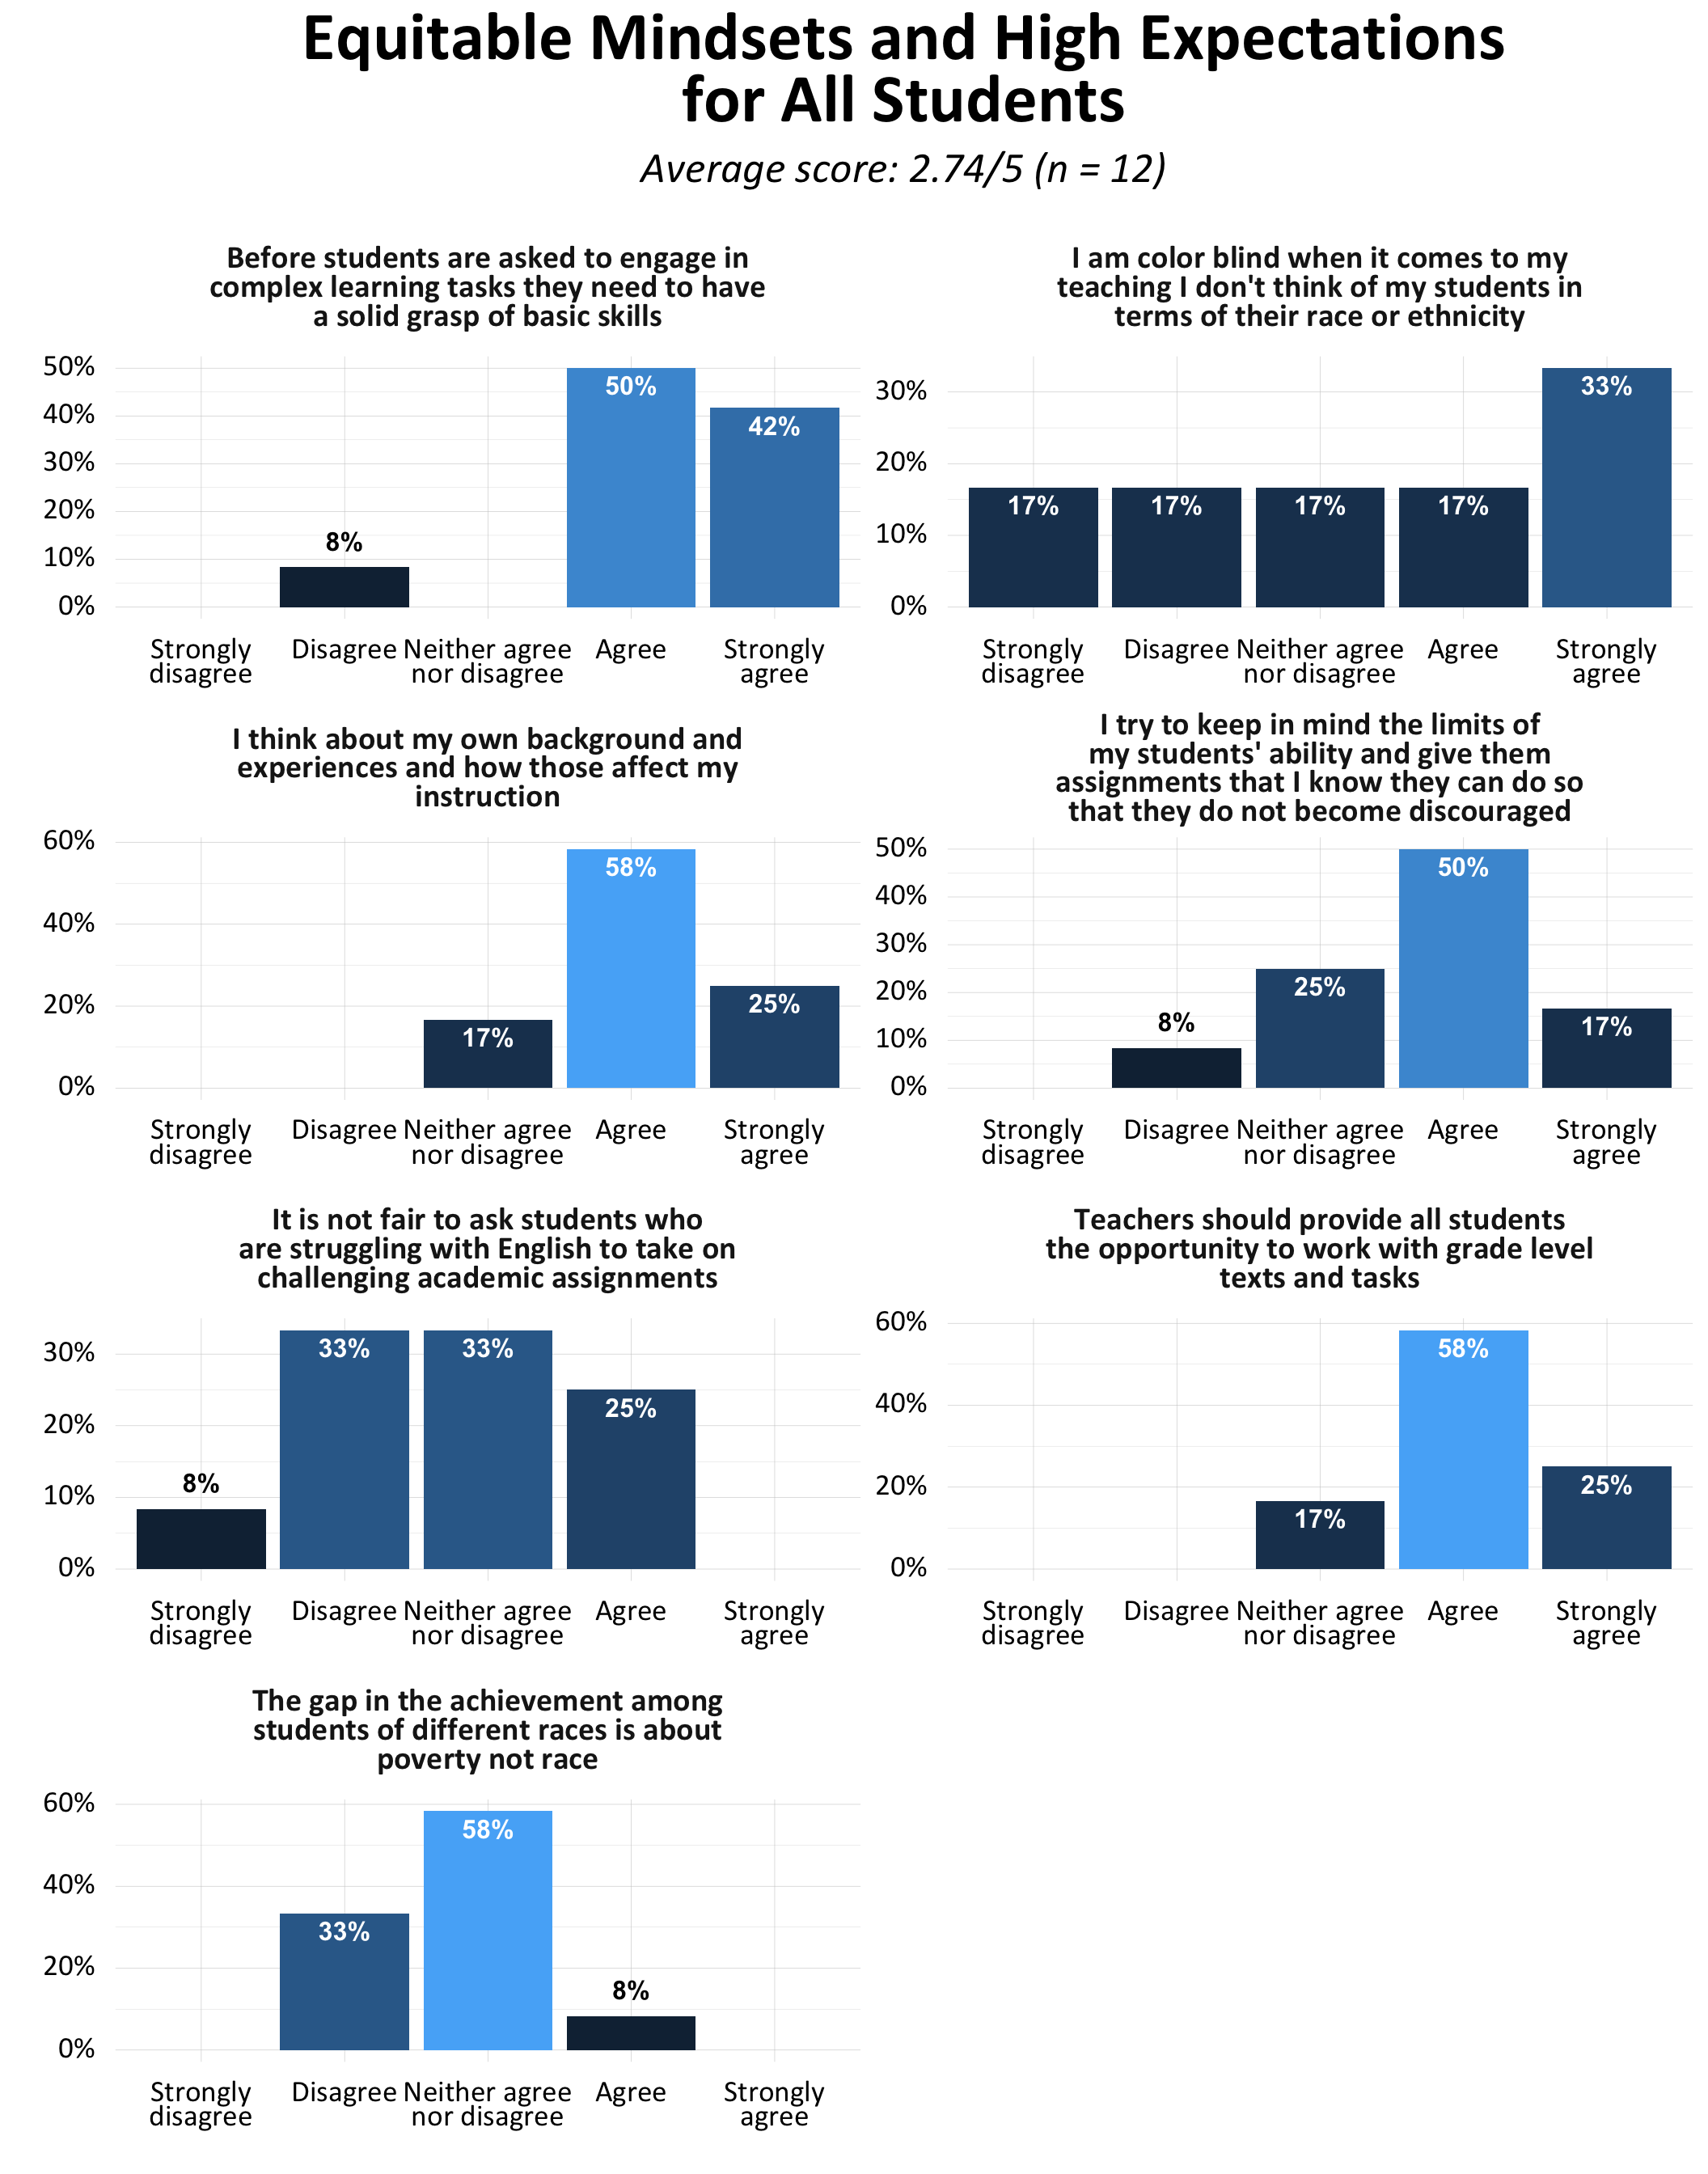 Equitable Mindsets and High Expectations
for All Students
Average score: 2.74/5 (n = 12)
Before students are asked to engage in
complex learning tasks they need to have
a solid grasp of basic skills
50%
40%
30%
20%
10%
0%
8%
50%
42%
Strongly
disagree
Disagree
Neither agree
nor disagree
Agree
Strongly
agree
I am color blind when it comes to my
teaching I don't think of my students in
terms of their race or ethnicity
30%
20%
10%
0%
17%
17%
17%
17%
33%
Strongly
disagree
Disagree
Neither agree
nor disagree
Agree
Strongly
agree
I think about my own background and
experiences and how those affect my
instruction
60%
40%
20%
0%
17%
58%
25%
Strongly
disagree
Disagree
Neither agree
nor disagree
Agree
Strongly
agree
I try to keep in mind the limits of
my students' ability and give them
assignments that I know they can do so
that they do not become discouraged
50%
40%
30%
20%
10%
0%
8%
25%
50%
17%
Strongly
disagree
Disagree
Neither agree
nor disagree
Agree
Strongly
agree
It is not fair to ask students who
are struggling with English to take on
challenging academic assignments
30%
20%
10%
0%
8%
33%
33%
25%
Strongly
disagree
Disagree
Neither agree
nor disagree
Agree
Strongly
agree
Teachers should provide all students
the opportunity to work with grade level
texts and tasks
60%
40%
20%
0%
17%
58%
25%
Strongly
disagree
Disagree
Neither agree
nor disagree
Agree
Strongly
agree
The gap in the achievement among
students of different races is about
poverty not race
60%
40%
20%
0%
33%
58%
8%
Strongly
disagree
Disagree
Neither agree
nor disagree
Agree
Strongly
agree